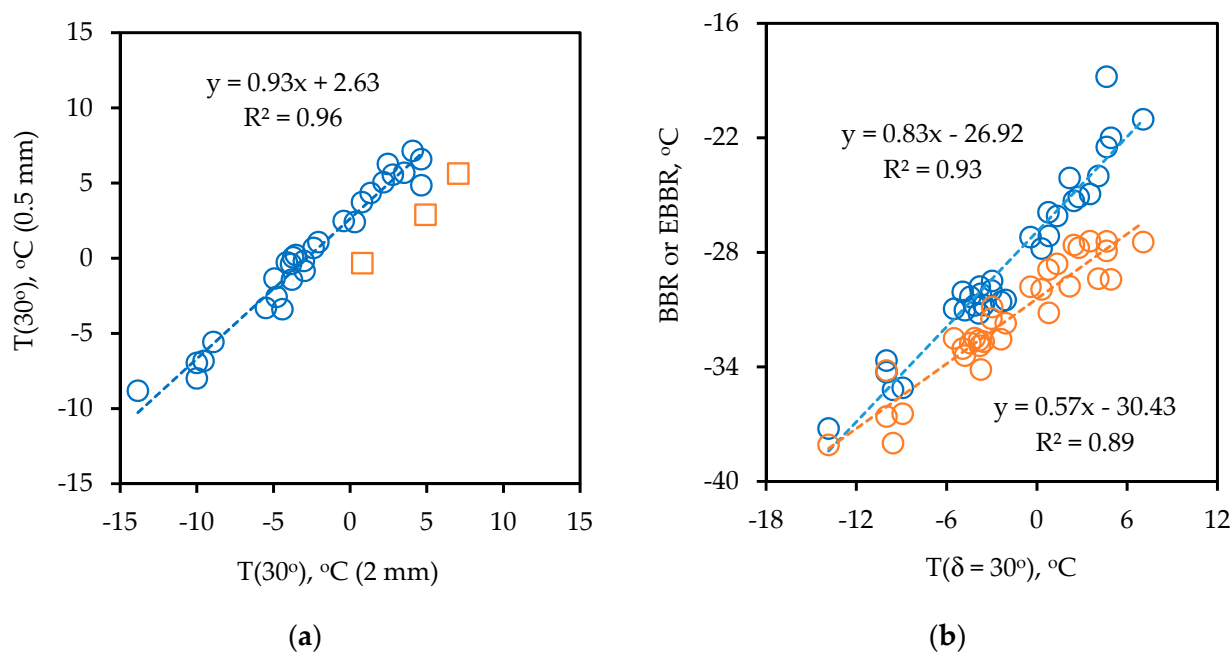 y = 0.93x + 2.63
R² = 0.96
T(30°), °C (0.5 mm)
15
10
5
0
-5
-10
-15
-15
-10
-5
0
5
10
15
T(30°), °C (2 mm)
(a)
y = 0.83x - 26.92
R² = 0.93
y = 0.57x - 30.43
R² = 0.89
BBR or EBBR, °C
-16
-22
-28
-34
-40
-18
-12
-6
0
6
12
T(δ = 30°), °C
(b)